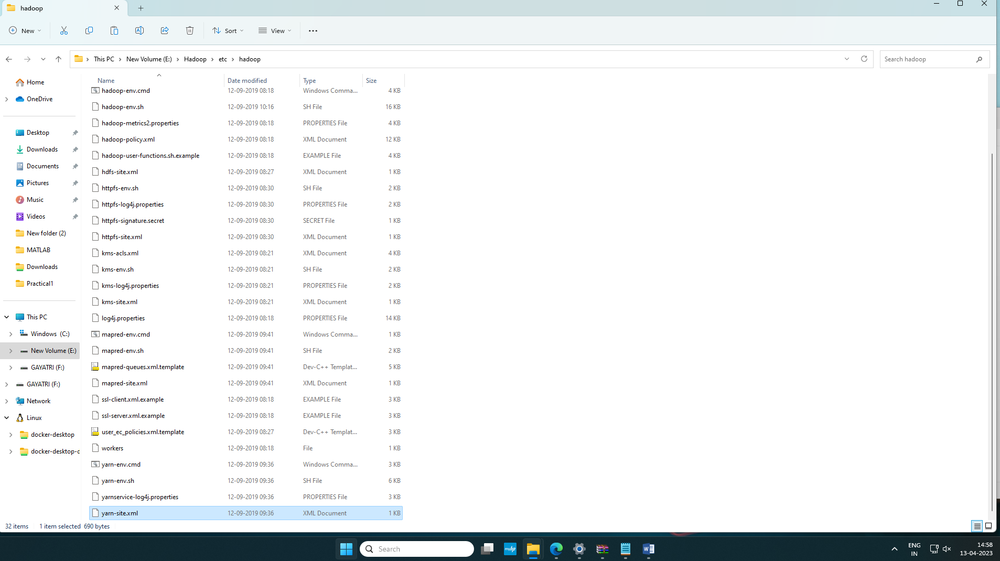 hadoop
New
Sort
View
This PC > New Volume (E:) > Hadoop > etc > hadoop
Search hadoop
Home
OneDrive
Desktop
Downloads
Documents
Pictures
Music
Videos
New folder (2)
MATLAB
Downloads
Practical1
This PC
Windows (C:)
New Volume (E:)
GAYATRI (F:)
GAYATRI (F:)
Network
Linux
docker-desktop
docker-desktop-d
Name Date modified Type Size
hadoop-env.cmd 12-09-2019 08:18 Windows Comma... 4 KB
hadoop-env.sh 12-09-2019 10:16 SH File 16 KB
hadoop-metrics2.properties 12-09-2019 08:18 PROPERTIES File 4 KB
hadoop-policy.xml 12-09-2019 08:18 XML Document 12 KB
hadoop-user-functions.sh.example 12-09-2019 08:18 EXAMPLE File 4 KB
hdfs-site.xml 12-09-2019 08:27 XML Document 1 KB
httpfs-env.sh 12-09-2019 08:30 SH File 2 KB
httpfs-log4j.properties 12-09-2019 08:30 PROPERTIES File 2 KB
httpfs-signature.secret 12-09-2019 08:30 SECRET File 1 KB
httpfs-site.xml 12-09-2019 08:30 XML Document 1 KB
kms-acls.xml 12-09-2019 08:21 XML Document 4 KB
kms-env.sh 12-09-2019 08:21 SH File 2 KB
kms-log4j.properties 12-09-2019 08:21 PROPERTIES File 2 KB
kms-site.xml 12-09-2019 08:21 XML Document 1 KB
log4j.properties 12-09-2019 08:18 PROPERTIES File 14 KB
mapred-env.cmd 12-09-2019 09:41 Windows Comma... 1 KB
mapred-env.sh 12-09-2019 09:41 SH File 2 KB
mapred-queues.xml.template 12-09-2019 09:41 Dev-C++ Templat... 5 KB
mapred-site.xml 12-09-2019 09:41 XML Document 1 KB
ssl-client.xml.example 12-09-2019 08:18 EXAMPLE File 3 KB
ssl-server.xml.example 12-09-2019 08:18 EXAMPLE File 3 KB
user_ec_policies.xml.template 12-09-2019 08:27 Dev-C++ Templat... 3 KB
workers 12-09-2019 08:18 File 1 KB
yarn-env.cmd 12-09-2019 09:36 Windows Comma... 3 KB
yarn-env.sh 12-09-2019 09:36 SH File 6 KB
yarnservice-log4j.properties 12-09-2019 09:36 PROPERTIES File 3 KB
yarn-site.xml 12-09-2019 09:36 XML Document 1 KB
32 items 1 item selected 690 bytes
Search
myhp
ENG
IN
14:58
13-04-2023